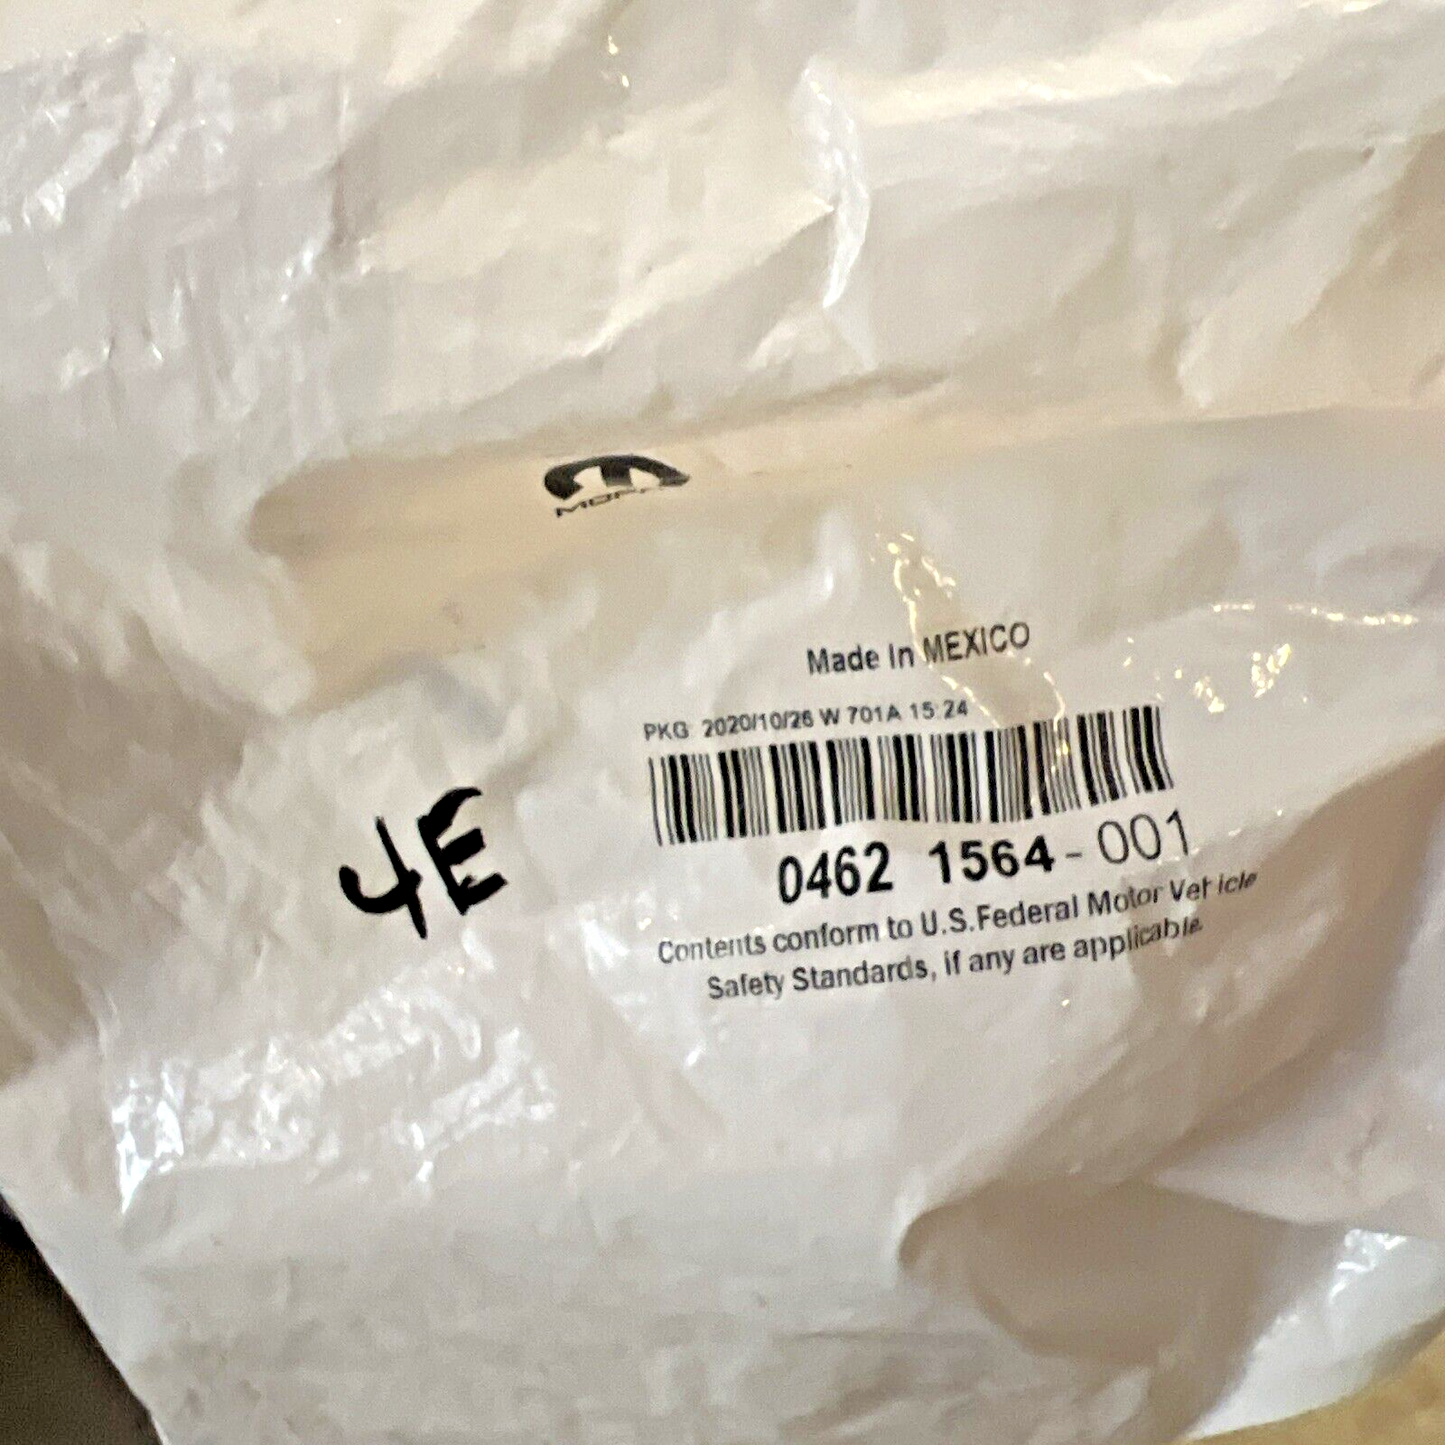 MOPAR
Made In MEXICO
PKG: 2020/10/26 W 701A 15:24
4E
0462 1564-001
Contents conform to U.S.Federal Motor Vehicle
Safety Standards, if any are applicable.